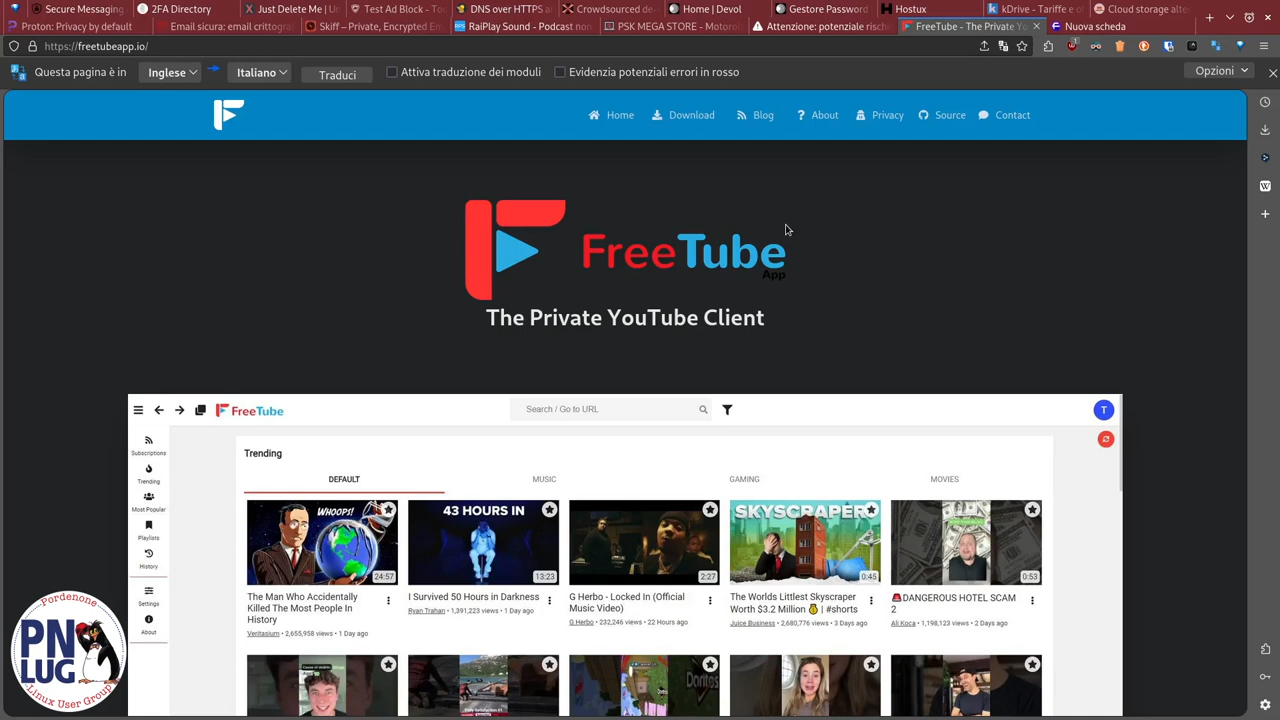 Secure Messaging
2FA Directory
Just Delete Me | Un
Test Ad Block - Too
DNS over HTTPS a
Crowdsourced de
Home | Devol
Gestore Password
Hostux
kDrive - Tariffe e of
Cloud storage alte
Proton: Privacy by default
Email sicura: email crittograf
Skiff – Private, Encrypted Em
RaiPlay Sound - Podcast no
PSK MEGA STORE - Motoro
Attenzione: potenziale risch
FreeTube - The Private Yo
Nuova scheda
https://freetubeapp.io/
Questa pagina è in
Inglese
Italiano
Traduci
Attiva traduzione dei moduli
Evidenzia potenziali errori in rosso
Opzioni
Home
Download
Blog
About
Privacy
Source
Contact
FreeTube
App
The Private YouTube Client
FreeTube
Search / Go to URL
T
Subscriptions
Trending
Most Popular
Playlists
History
Settings
About
Trending
DEFAULT
MUSIC
GAMING
MOVIES
WHOOPS!
24:57
The Man Who Accidentally
Killed The Most People In
History
Veritasium • 2,655,958 views • 1 Day ago
43 HOURS IN
13:23
I Survived 50 Hours in Darkness
Ryan Trahan • 1,391,223 views • 1 Day ago
2:27
G Herbo - Locked In (Official
Music Video)
G Herbo • 232,246 views • 22 Hours ago
SKYSCRAPER
0:45
The Worlds Littlest Skyscraper
Worth $3.2 Million 💰 | #shorts
Juice Business • 2,680,776 views • 3 Days ago
0:53
🚨DANGEROUS HOTEL SCAM
2
Ali Koca • 1,198,123 views • 2 Days ago
Doritos
Pordenone
PN
LUG
Linux User Group